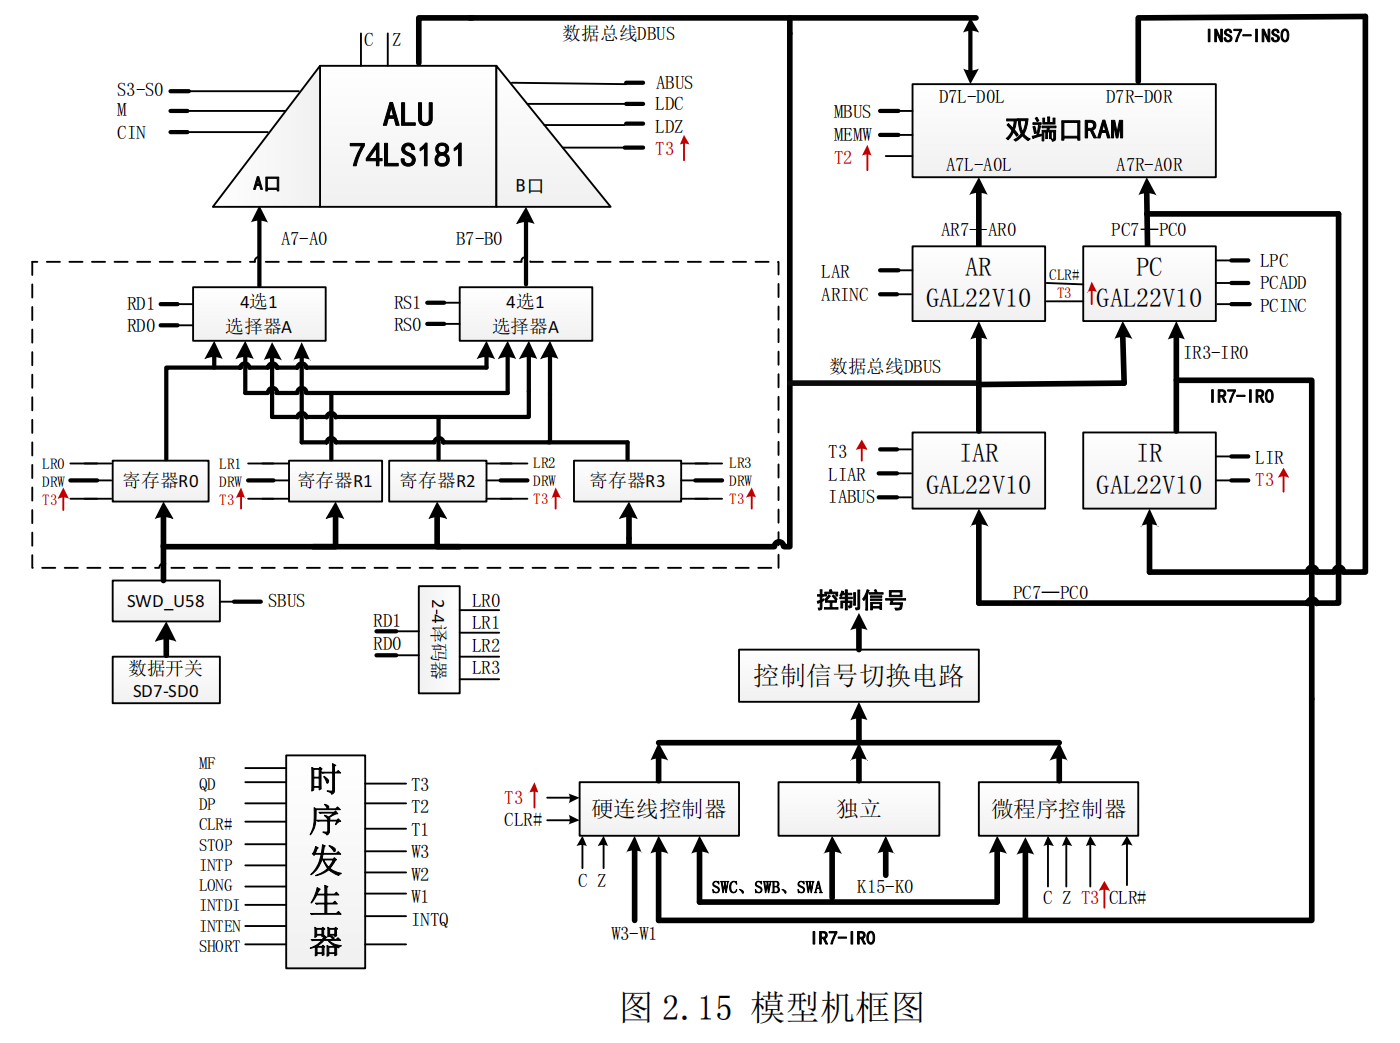 C
Z
数据总线DBUS
INS7-INS0
S3-S0
M
CIN
ALU
74LS181
A口
B口
ABUS
LDC
LDZ
T3
D7L-D0L
D7R-D0R
双端口RAM
A7L-A0L
A7R-A0R
MBUS
MEMW
T2
A7-A0
B7-B0
AR7—AR0
PC7—PC0
RD1
RD0
4选1
选择器A
RS1
RS0
4选1
选择器A
LAR
ARINC
AR
GAL22V10
CLR#
T3
PC
GAL22V10
LPC
PCADD
PCINC
数据总线DBUS
IR3-IR0
IR7-IR0
LR0
DRW
T3
寄存器R0
LR1
DRW
T3
寄存器R1
寄存器R2
LR2
DRW
T3
寄存器R3
LR3
DRW
T3
T3
LIAR
IABUS
IAR
GAL22V10
IR
GAL22V10
LIR
T3
SWD_U58
SBUS
数据开关
SD7-SD0
RD1
RD0
2-4译码器
LR0
LR1
LR2
LR3
PC7—PC0
控制信号
控制信号切换电路
T3
CLR#
硬连线控制器
独立
微程序控制器
C
Z
SWC、SWB、SWA
K15-K0
C
Z
T3
CLR#
W3-W1
IR7-IR0
MF
QD
DP
CLR#
STOP
INTP
LONG
INTDI
INTEN
SHORT
时序发生器
T3
T2
T1
W3
W2
W1
INTQ
图 2.15 模型机框图